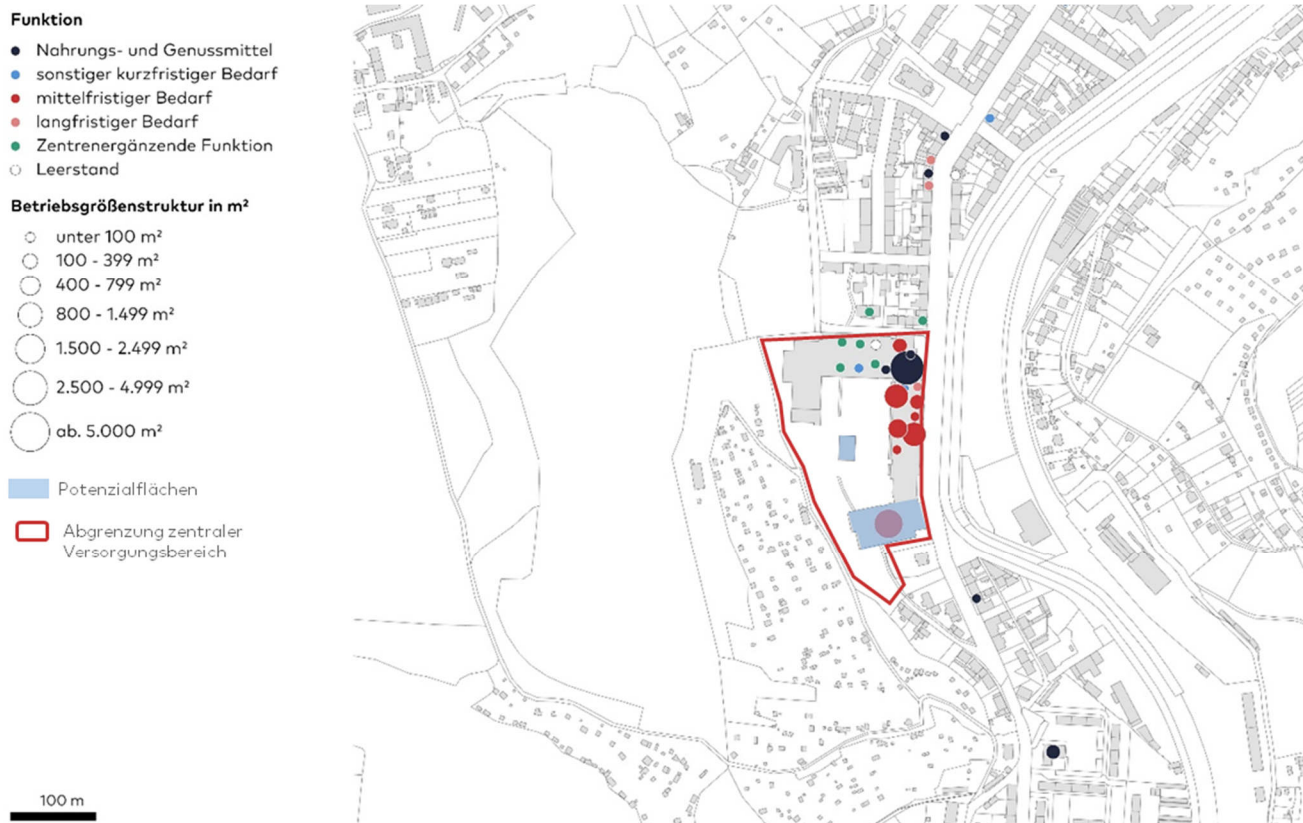 Funktion
Nahrungs- und Genussmittel
sonstiger kurzfristiger Bedarf
mittelfristiger Bedarf
langfristiger Bedarf
Zentrenergänzende Funktion
Leerstand
Betriebsgrößenstruktur in m²
unter 100 m²
100 - 399 m²
400 - 799 m²
800 - 1.499 m²
1.500 - 2.499 m²
2.500 - 4.999 m²
ab. 5.000 m²
Potenzialflächen
Abgrenzung zentraler
Versorgungsbereich
100 m